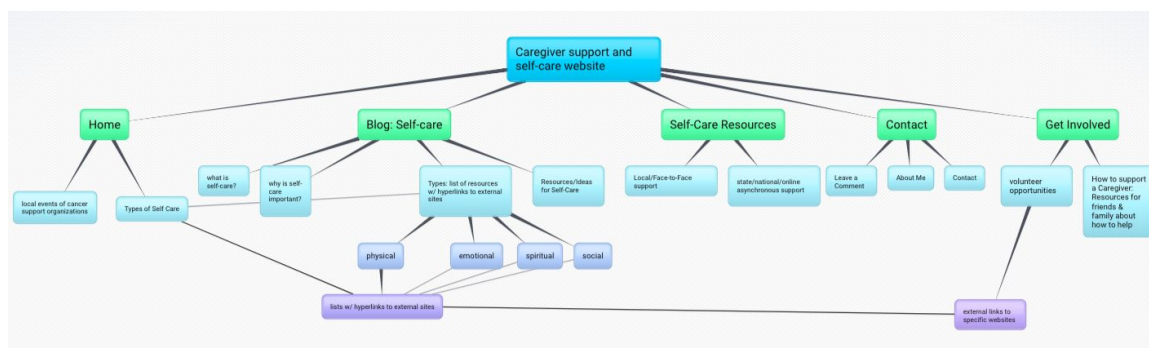 Caregiver support and
self-care website
Home
Blog: Self-care
Self-Care Resources
Contact
Get Involved
local events of cancer
support organizations
Types of Self Care
what is
self-care?
why is self-
care
important?
Types: list of resources
w/ hyperlinks to external
sites
Resources/Ideas
for Self-Care
Local/Face-to-Face
support
state/national/online
asynchronous support
Leave a
Comment
About Me
Contact
volunteer
opportunities
How to support
a Caregiver:
Resources for
friends &
family about
how to help
physical
emotional
spiritual
social
lists w/ hyperlinks to external sites
external links to
specific websites